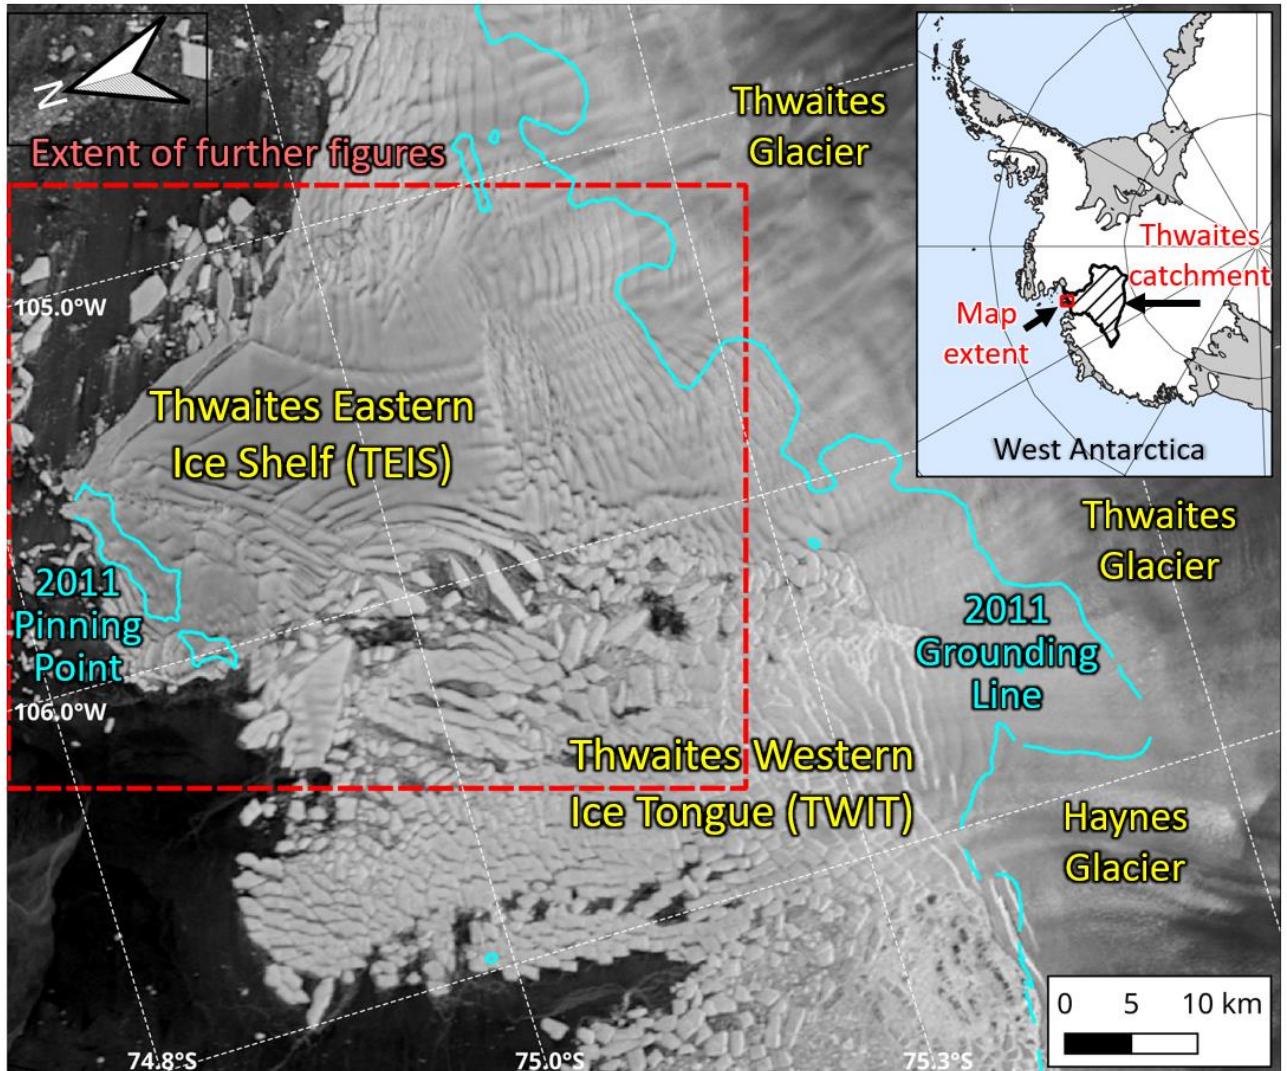 N
Extent of further figures
Thwaites
Glacier
Thwaites
catchment
Map
extent
West Antarctica
105.0°W
Thwaites Eastern
Ice Shelf (TEIS)
Thwaites
Glacier
2011
Pinning
Point
2011
Grounding
Line
106.0°W
Thwaites Western
Ice Tongue (TWIT)
Haynes
Glacier
0 5 10 km
74.8°S 75.0°S 75.3°S